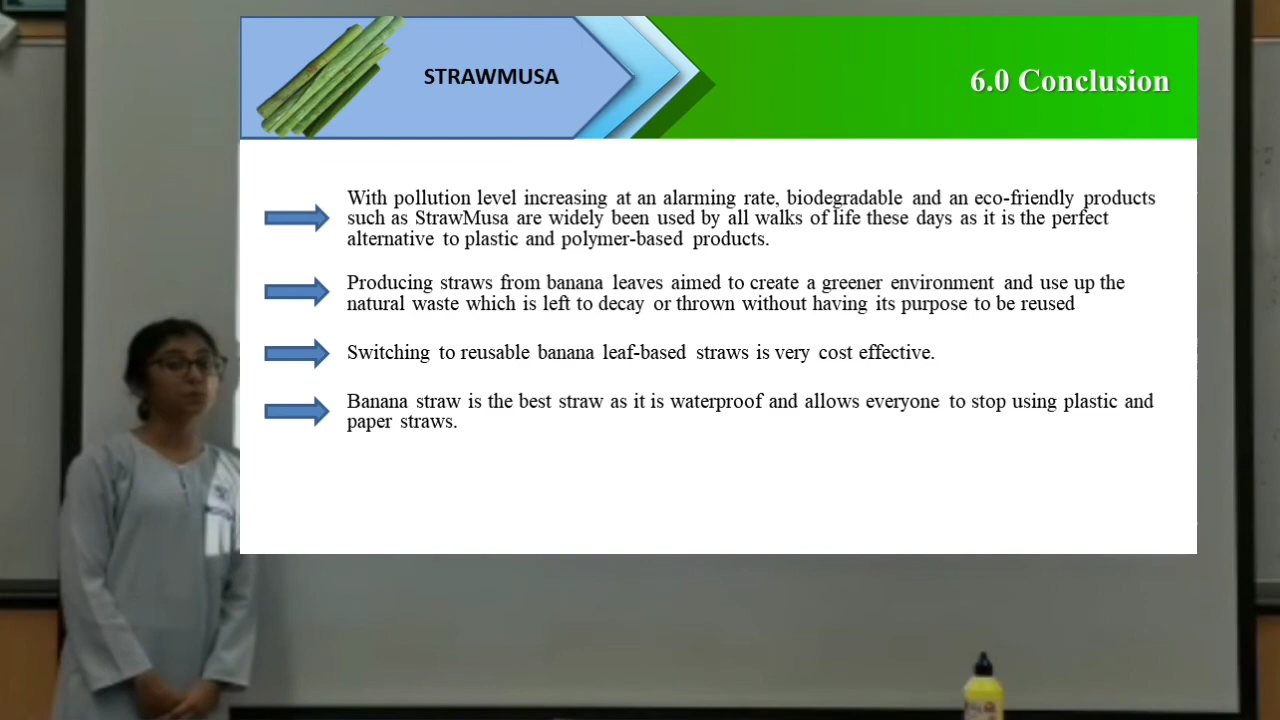 STRAWMUSA
6.0 Conclusion
With pollution level increasing at an alarming rate, biodegradable and an eco-friendly products
such as StrawMusa are widely been used by all walks of life these days as it is the perfect
alternative to plastic and polymer-based products.
Producing straws from banana leaves aimed to create a greener environment and use up the
natural waste which is left to decay or thrown without having its purpose to be reused
Switching to reusable banana leaf-based straws is very cost effective.
Banana straw is the best straw as it is waterproof and allows everyone to stop using plastic and
paper straws.